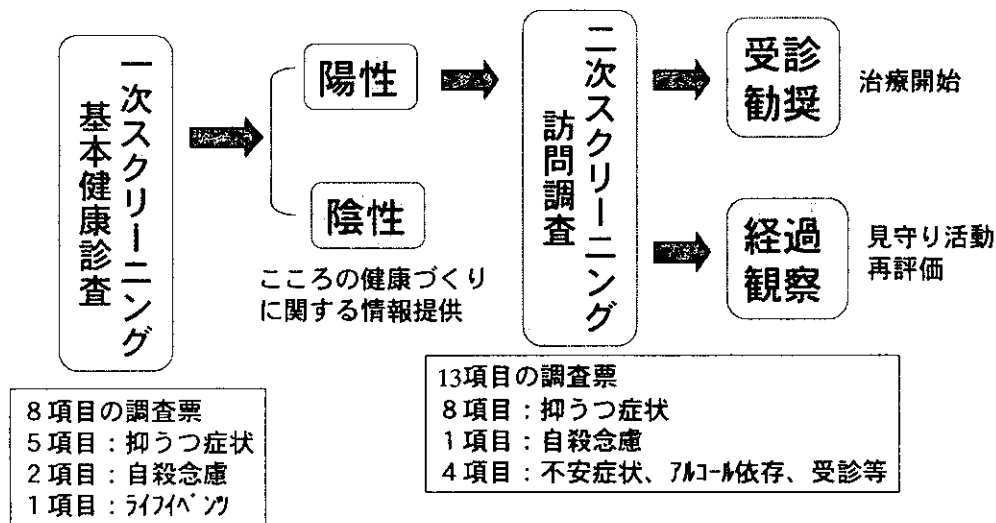 一次スクリーニング
基本健康診査
陽性
陰性
こころの健康づくり
に関する情報提供
二次スクリーニング
訪問調査
受診
勧奨
治療開始
経過
観察
見守り活動
再評価
8項目の調査票
5項目：抑うつ症状
2項目：自殺念慮
1項目：ﾗｲﾌｲﾍﾞﾝﾂ
13項目の調査票
8項目：抑うつ症状
1項目：自殺念慮
4項目：不安症状、ｱﾙｺｰﾙ依存、受診等